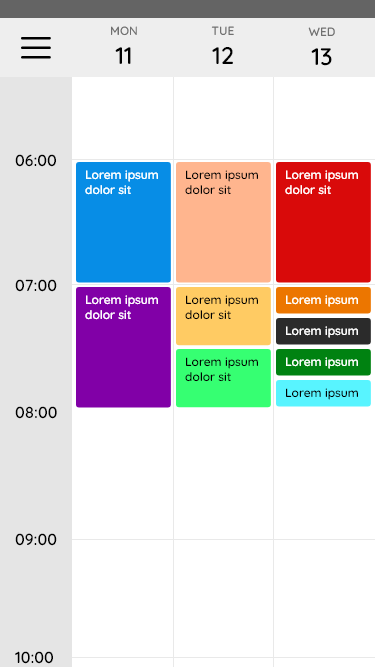 MON
TUE
WED
11
12
13
06:00
Lorem ipsum
dolor sit
Lorem ipsum
dolor sit
Lorem ipsum
dolor sit
07:00
Lorem ipsum
dolor sit
Lorem ipsum
dolor sit
Lorem ipsum
Lorem ipsum
Lorem ipsum
dolor sit
Lorem ipsum
Lorem ipsum
08:00
09:00
10:00